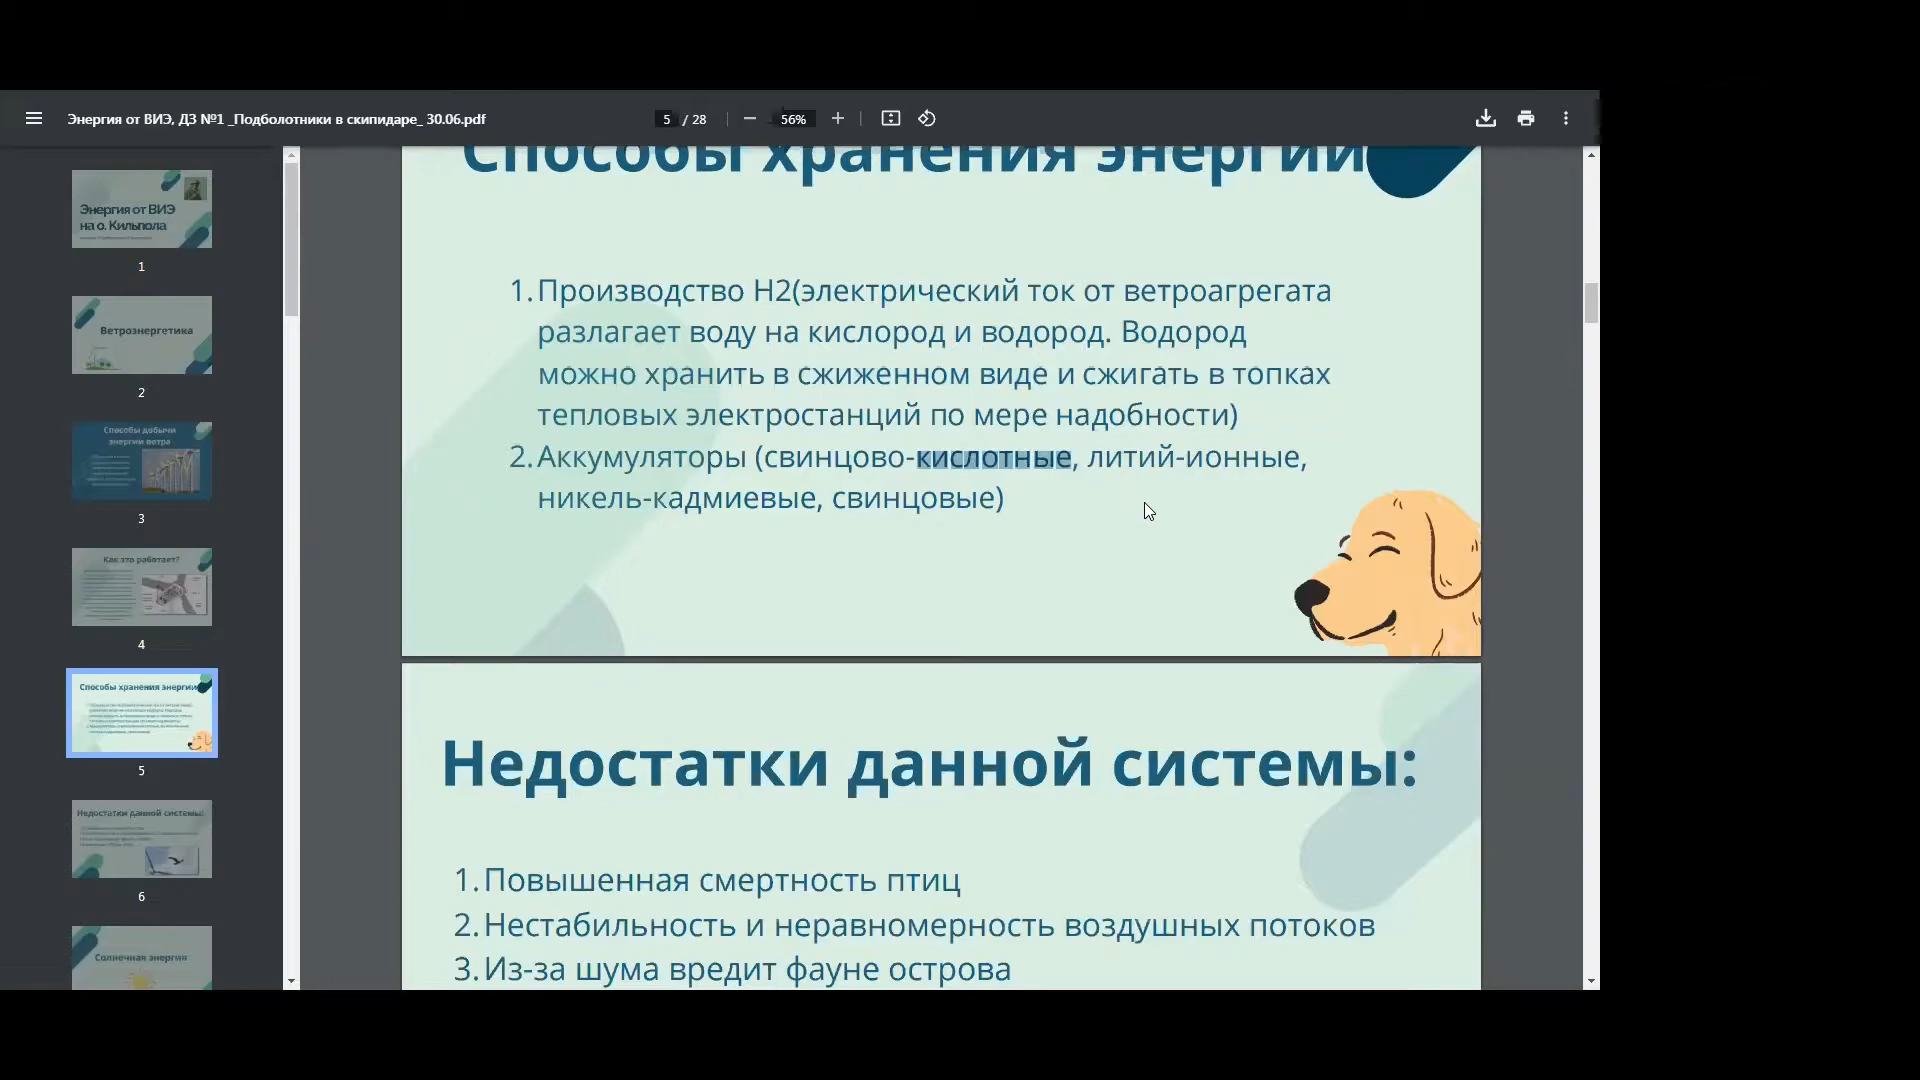 Энергия от ВИЭ, ДЗ №1 _Подболотники в скипидаре_ 30.06.pdf
5 / 28
56%
Энергия от ВИЭ
на о. Кильпола
1
Ветроэнергетика
2
Способы добычи
энергии ветра
3
Как это работает?
4
Способы хранения энергии
5
Недостатки данной системы:
6
Солнечная энергия
Способы хранения энергии
1. Производство H2(электрический ток от ветроагрегата
разлагает воду на кислород и водород. Водород
можно хранить в сжиженном виде и сжигать в топках
тепловых электростанций по мере надобности)
2. Аккумуляторы (свинцово-кислотные, литий-ионные,
никель-кадмиевые, свинцовые)
Недостатки данной системы:
1. Повышенная смертность птиц
2. Нестабильность и неравномерность воздушных потоков
3. Из-за шума вредит фауне острова